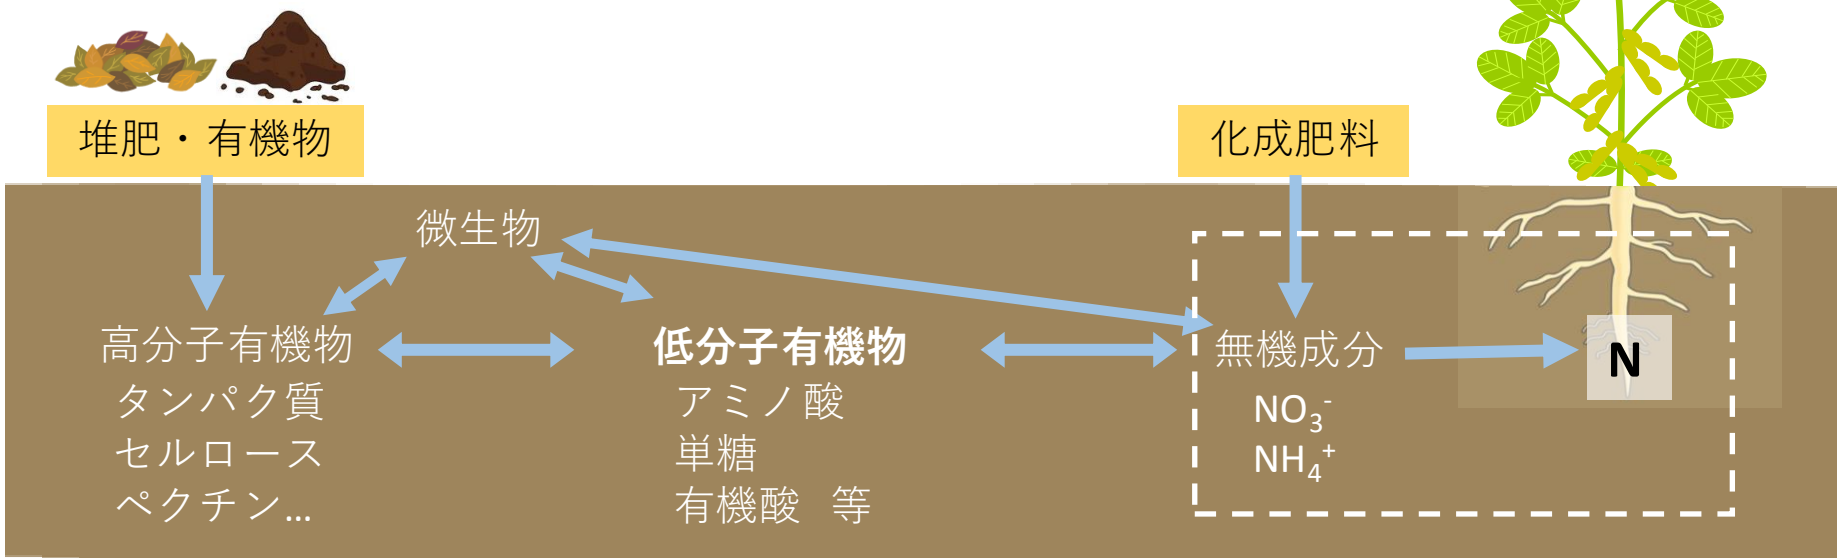 堆肥・有機物
化成肥料
微生物
高分子有機物
タンパク質
セルロース
ペクチン…
低分子有機物
アミノ酸
単糖
有機酸 等
無機成分
NO₃⁻
NH₄⁺
N